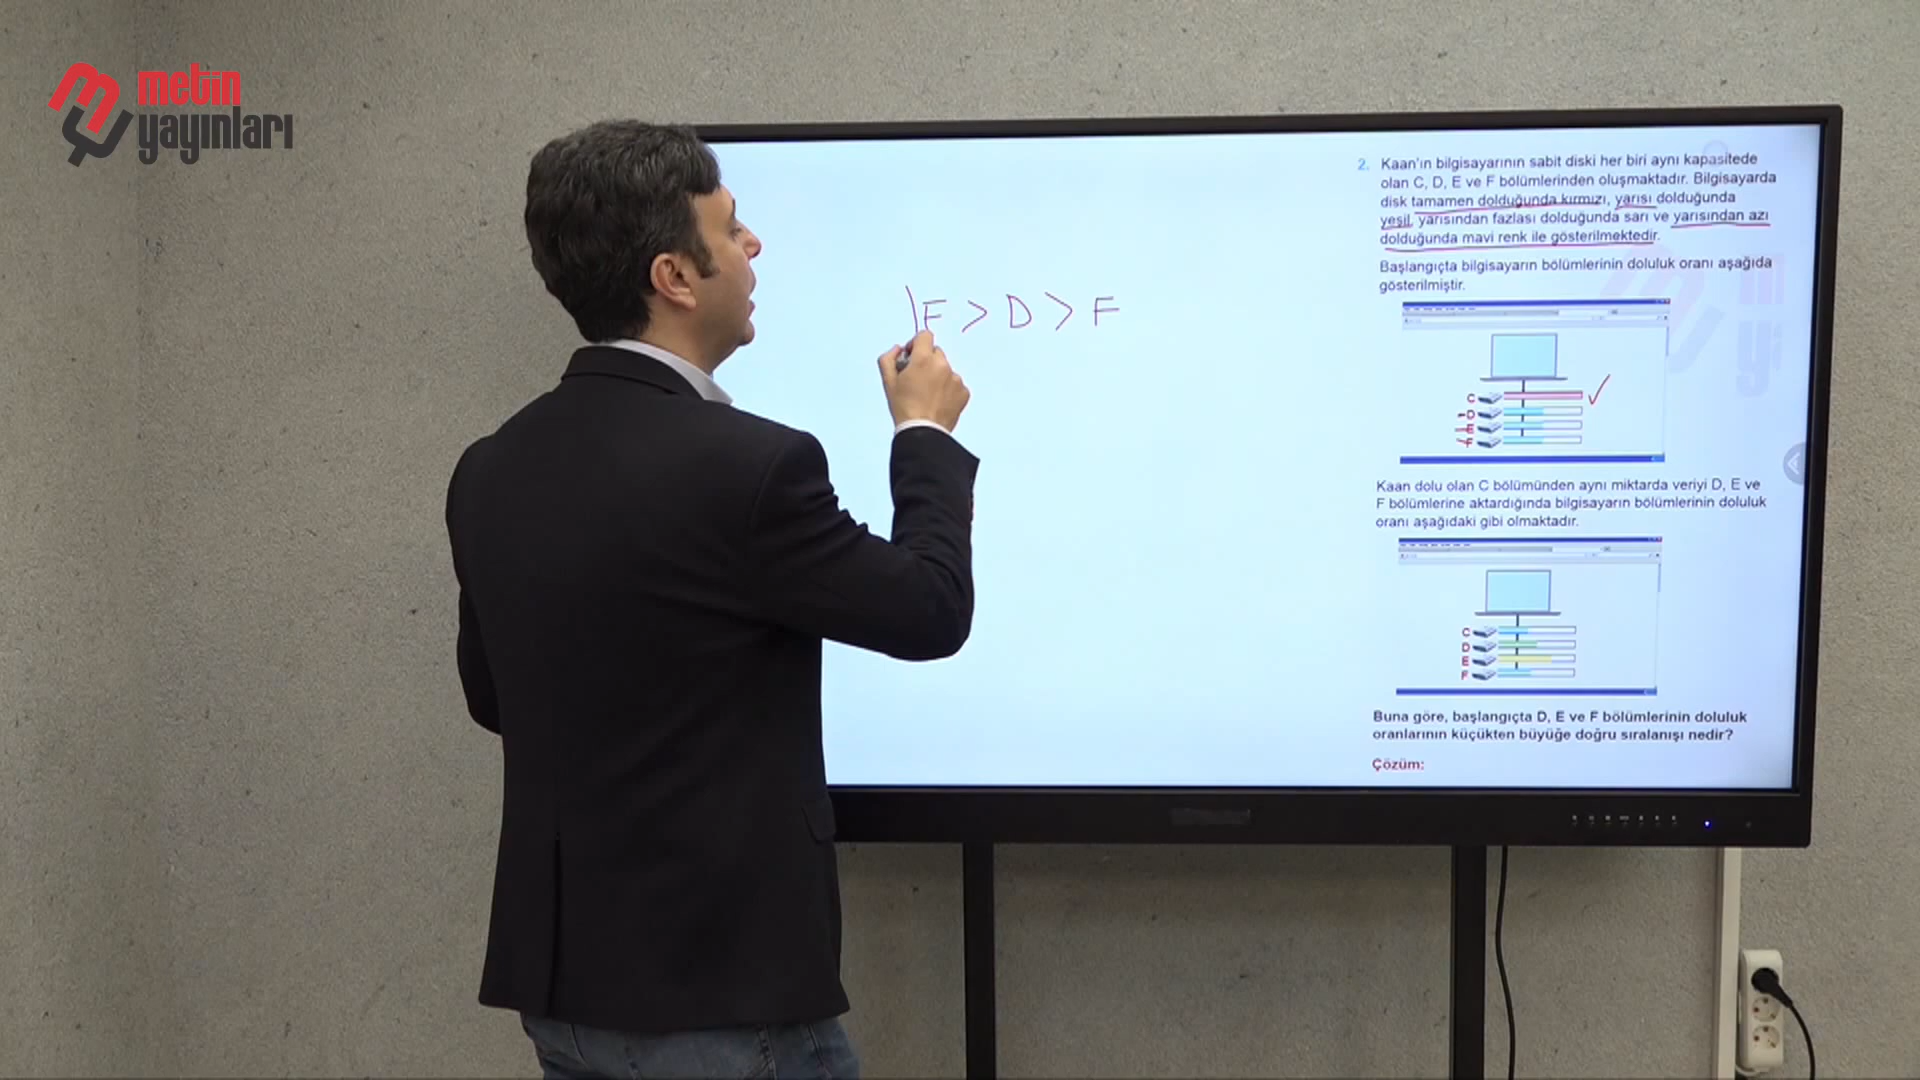 metin
yayınları
2. Kaan'ın bilgisayarının sabit diski her biri aynı kapasitede
olan C, D, E ve F bölümlerinden oluşmaktadır. Bilgisayarda
disk tamamen dolduğunda kırmızı, yarısı dolduğunda
yeşil, yarısından fazlası dolduğunda sarı ve yarısından azı
dolduğunda mavi renk ile gösterilmektedir.
Başlangıçta bilgisayarın bölümlerinin doluluk oranı aşağıda
gösterilmiştir.
E > D > F
C
D
E
F
Kaan dolu olan C bölümünden aynı miktarda veriyi D, E ve
F bölümlerine aktardığında bilgisayarın bölümlerinin doluluk
oranı aşağıdaki gibi olmaktadır.
C
D
E
F
Buna göre, başlangıçta D, E ve F bölümlerinin doluluk
oranlarının küçükten büyüğe doğru sıralanışı nedir?
Çözüm: